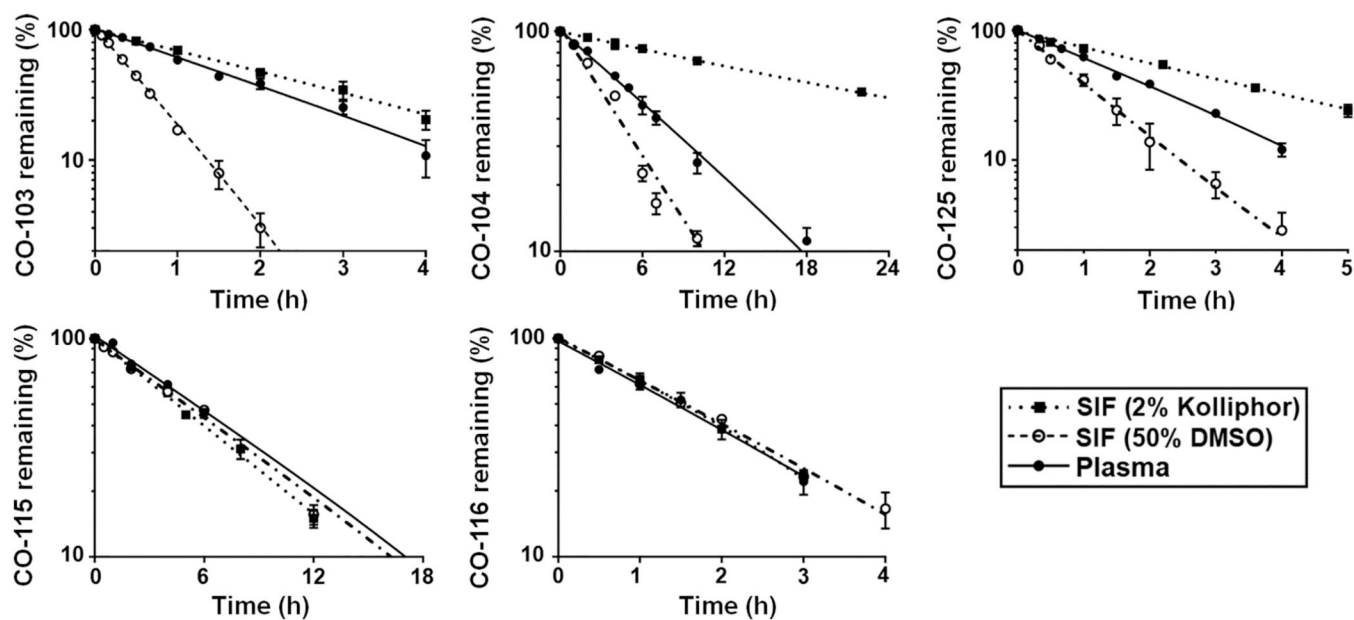 CO-103 remaining (%)
100
10
0
1
2
3
4
Time (h)
CO-104 remaining (%)
100
10
0
6
12
18
24
Time (h)
CO-125 remaining (%)
100
10
0
1
2
3
4
5
Time (h)
CO-115 remaining (%)
100
10
0
6
12
18
Time (h)
CO-116 remaining (%)
100
10
0
1
2
3
4
Time (h)
SIF (2% Kolliphor)
SIF (50% DMSO)
Plasma